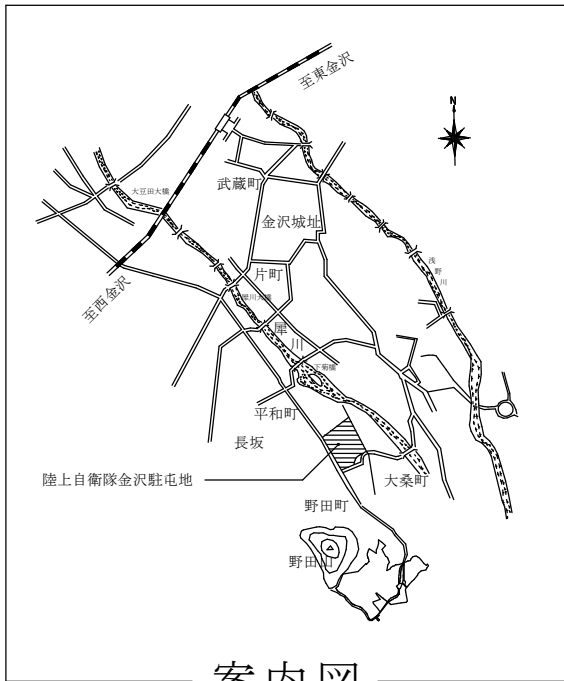 至東金沢
N
武蔵町
大豆田大橋
金沢城址
浅野川
片町
至西金沢
犀川大橋
犀川
下菊橋
平和町
長坂
陸上自衛隊金沢駐屯地
大桑町
野田町
野田山
案内図